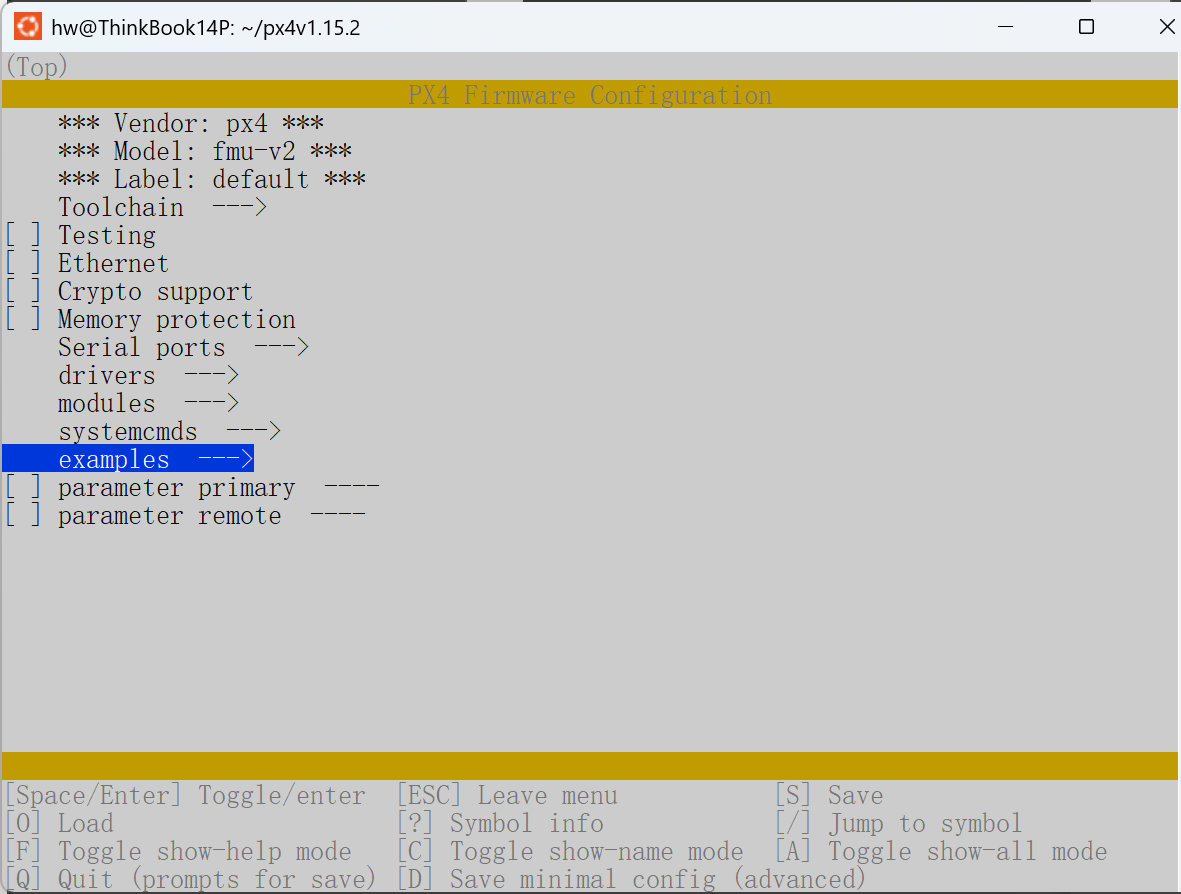 hw@ThinkBook14P: ~/px4v1.15.2
(Top)
PX4 Firmware Configuration
*** Vendor: px4 ***
*** Model: fmu-v2 ***
*** Label: default ***
Toolchain --->
[ ] Testing
[ ] Ethernet
[ ] Crypto support
[ ] Memory protection
Serial ports --->
drivers --->
modules --->
systemcmds --->
examples --->
[ ] parameter primary ----
[ ] parameter remote ----
[Space/Enter] Toggle/enter [ESC] Leave menu [S] Save
[O] Load [?] Symbol info [/] Jump to symbol
[F] Toggle show-help mode [C] Toggle show-name mode [A] Toggle show-all mode
[Q] Quit (prompts for save) [D] Save minimal config (advanced)